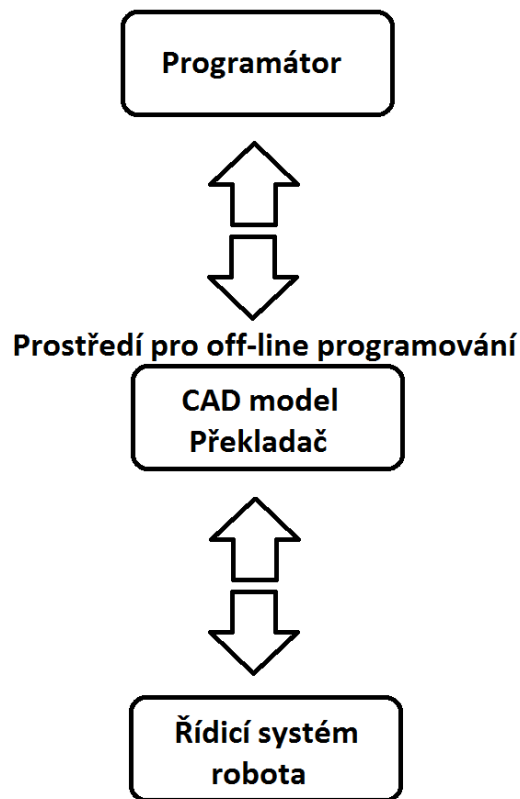 Programátor
Prostředí pro off-line programování
CAD model
Překladač
Řídicí systém
robota